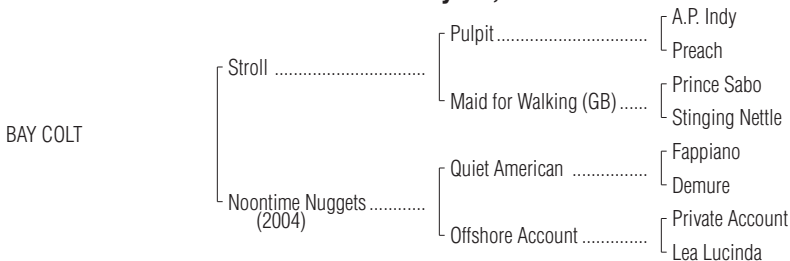 A.P. Indy
Pulpit
Preach
Stroll
Prince Sabo
Maid for Walking (GB)
Stinging Nettle
BAY COLT
Fappiano
Quiet American
Demure
Noontime Nuggets
(2004)
Private Account
Offshore Account
Lea Lucinda